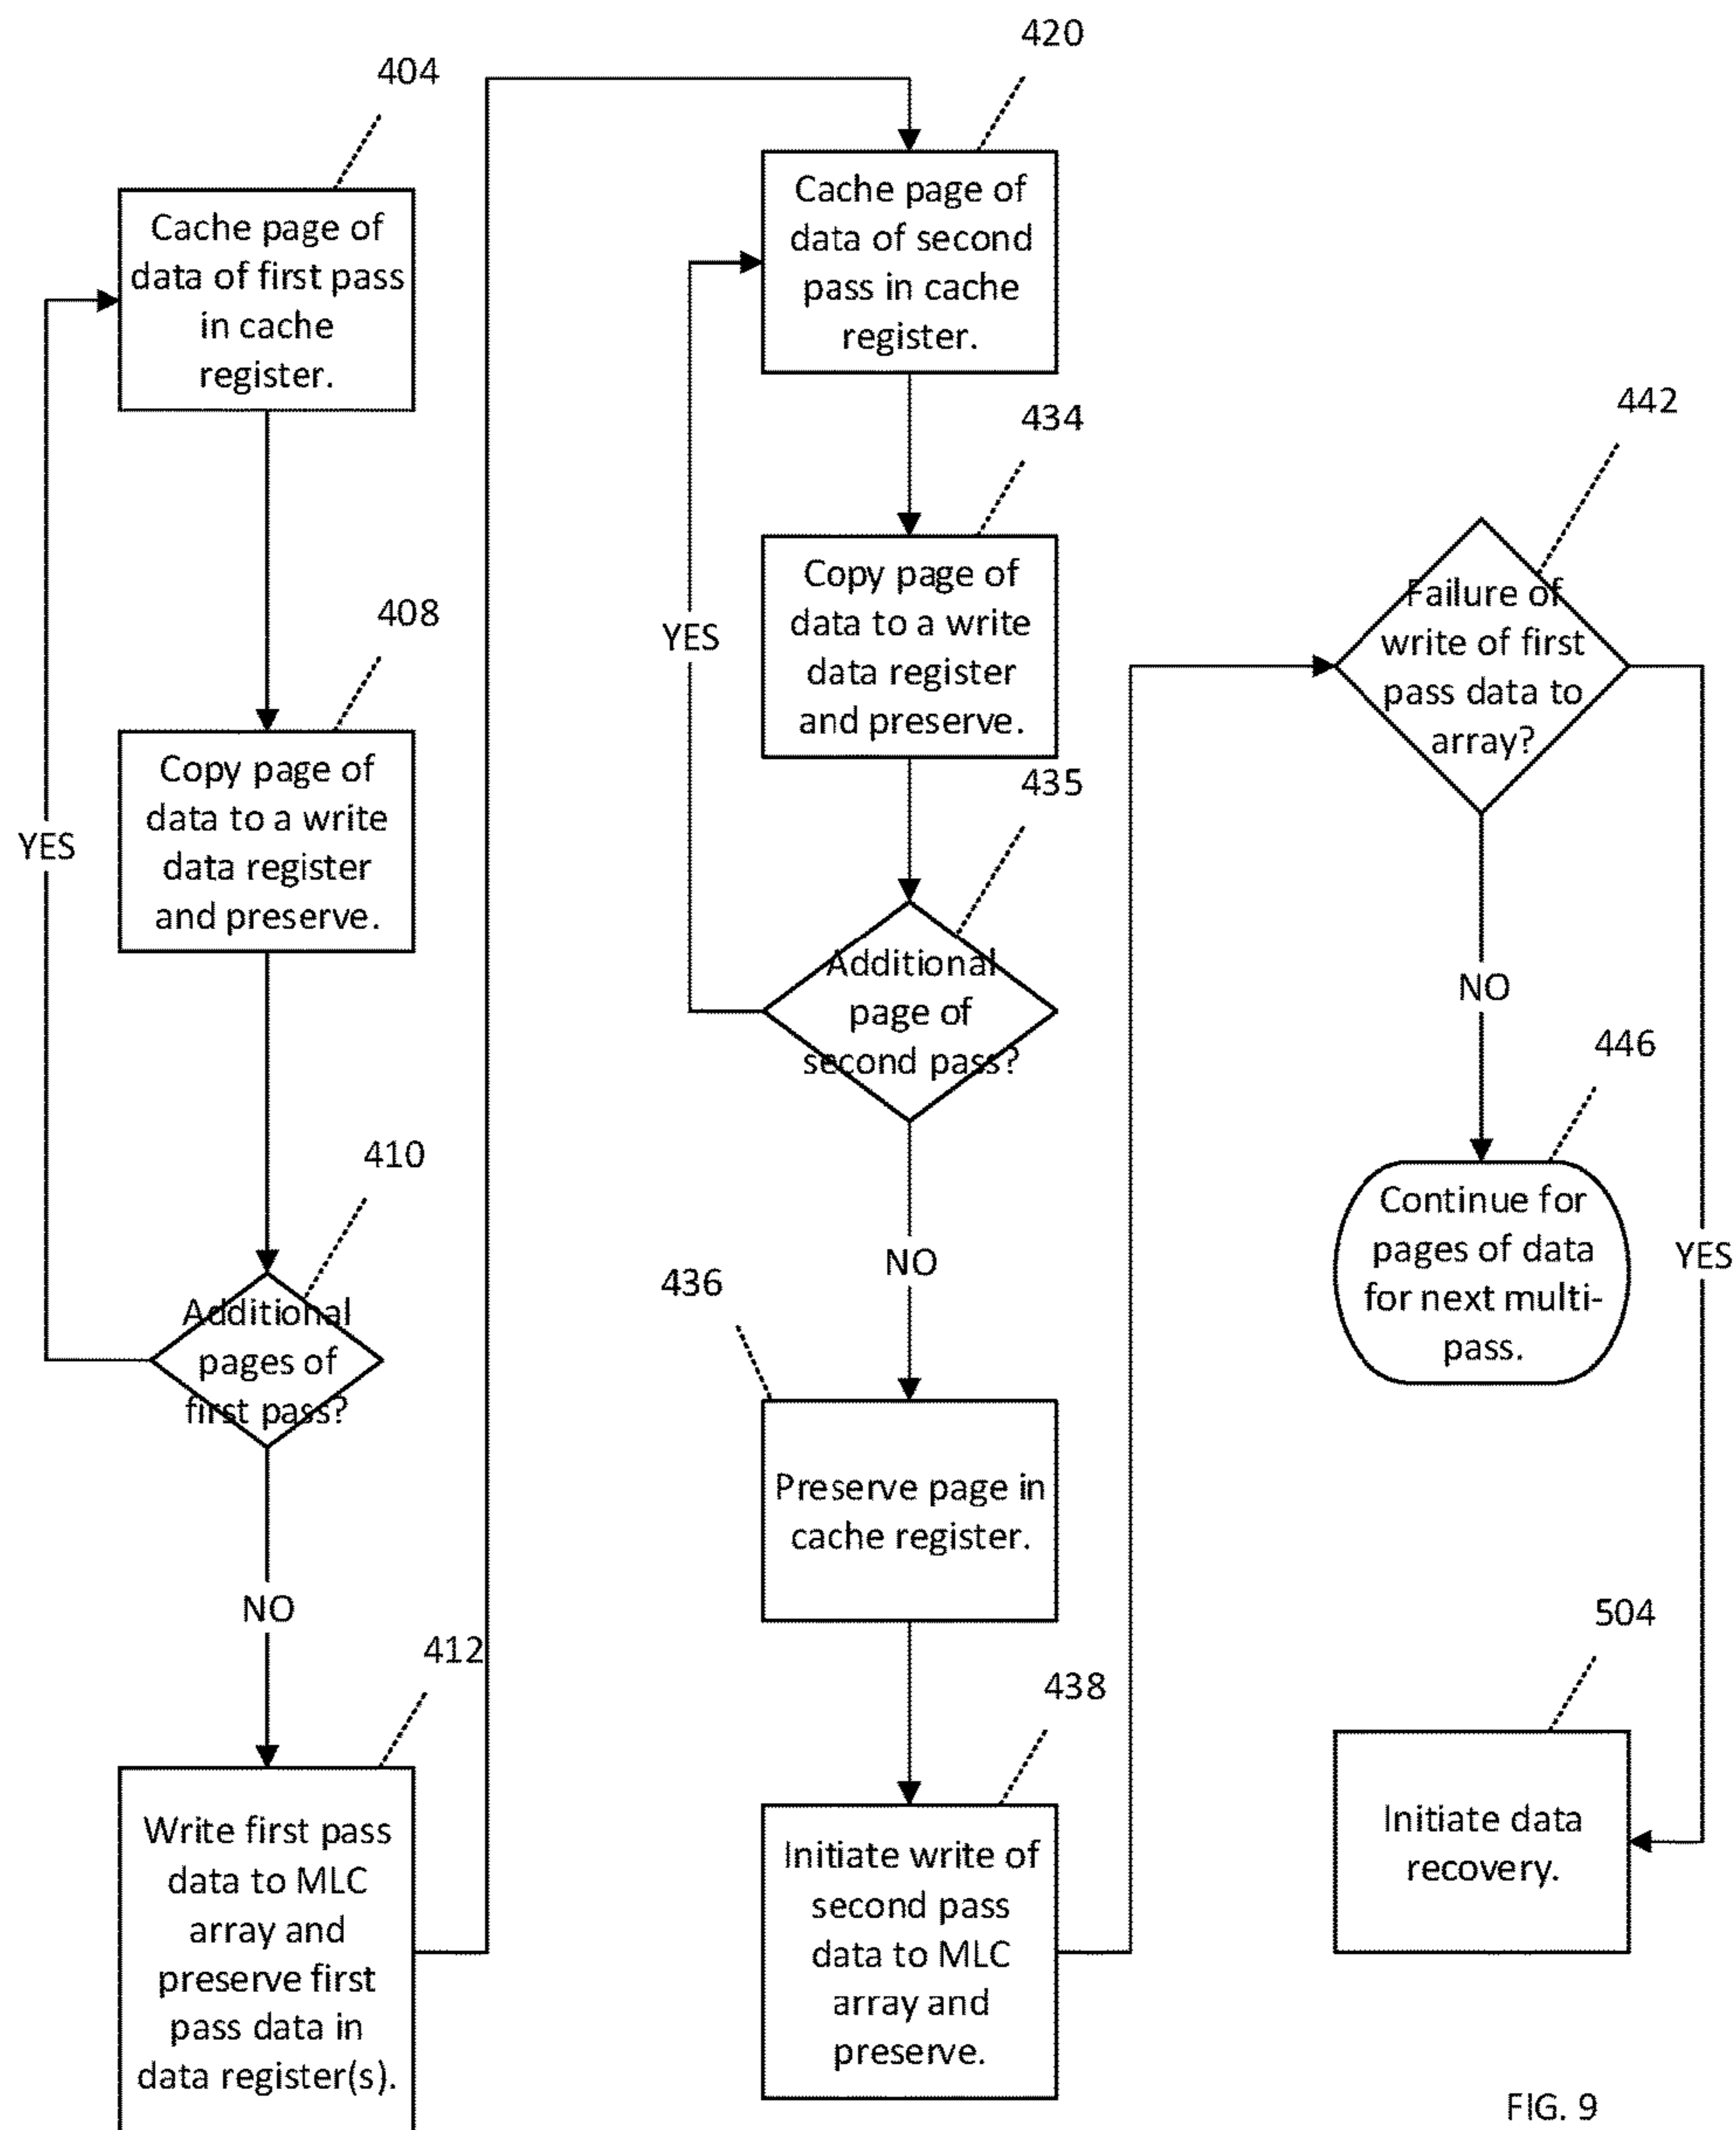 404
Cache page of
data of first pass
in cache
register.
408
Copy page of
data to a write
data register
and preserve.
YES
410
Additional
pages of
first pass?
NO
412
Write first pass
data to MLC
array and
preserve first
pass data in
data register(s).
420
Cache page of
data of second
pass in cache
register.
434
Copy page of
data to a write
data register
and preserve.
YES
435
Additional
page of
second pass?
NO
436
Preserve page in
cache register.
438
Initiate write of
second pass
data to MLC
array and
preserve.
442
Failure of
write of first
pass data to
array?
NO
446
Continue for
pages of data
for next multi-
pass.
YES
504
Initiate data
recovery.
FIG. 9